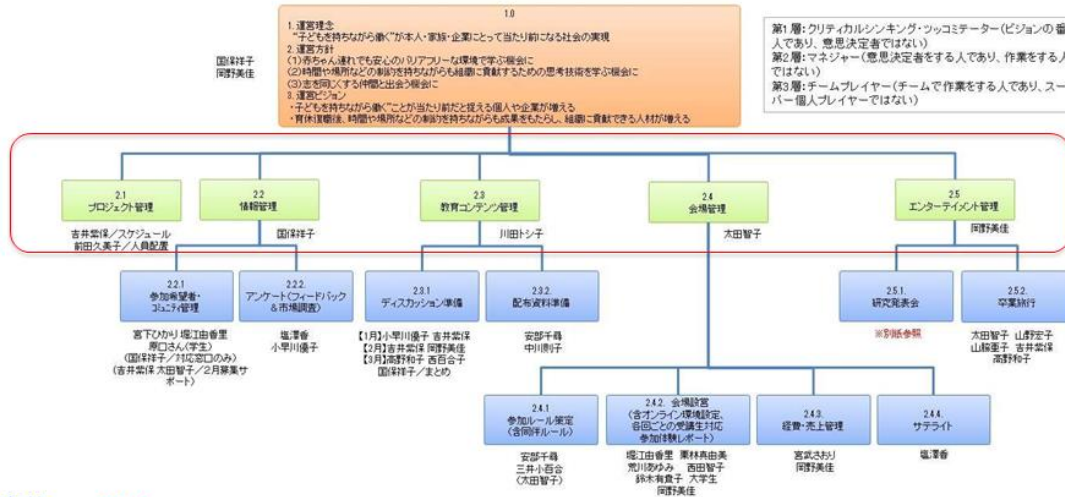 1.0
1. 運営理念
"子どもを持ちながら働く"が本人・家族・企業にとって当たり前になる社会の実現
2. 運営方針
(1)赤ちゃん連れでも安心のバリアフリーな環境で学ぶ機会に
(2)時間や場所などの制約を持ちながらも組織に貢献するための思考技術を学ぶ機会に
(3)志を同じくする仲間と出会う機会に
3. 運営ビジョン
・子どもを持ちながら働く"ことが当たり前だと捉える個人や企業が増える
・育休復職後、時間や場所などの制約を持ちながらも成果をもたらし、組織に貢献できる人材が増える
国保祥子
岡野美佳
第1層：クリティカルシンキング・ツッコミテーター(ビジョンの番
人であり、意思決定者ではない)
第2層：マネジャー(意思決定者をする人であり、作業をする人
ではない)
第3層：チームプレイヤー(チームで作業をする人であり、スー
パー個人プレイヤーではない)
2.1
プロジェクト管理
吉井紫保／スケジュール
前田久美子／人員配置
2.2
情報管理
国保祥子
2.3
教育コンテンツ管理
川田トシ子
2.4
会場管理
太田智子
2.5
エンターテイメント管理
岡野美佳
2.2.1
参加希望者・
コミュニティ管理
宮下ひかり 堀江由香里
原口さん(学生)
(国保祥子／対応窓口のみ)
(吉井紫保 太田智子／2月募集サ
ポート)
2.2.2.
アンケート(フィードバック
&市場調査)
塩澤香
小早川優子
2.3.1
ディスカッション準備
【1月】小早川優子 吉井紫保
【2月】吉井紫保 岡野美佳
【3月】高野和子 西百合子
国保祥子／まとめ
2.3.2.
配布資料準備
安部千尋
中川則子
2.5.1.
研究発表会
※別紙参照
2.5.2.
卒業旅行
太田智子 山野宏子
山脇亜子 吉井紫保
高野和子
2.4.1
参加ルール策定
(含同伴ルール)
安部千尋
三井小百合
(太田智子)
2.4.2. 会場設営
(含オンライン環境設定、
各回ごとの受講生対応
参加体験レポート)
堀江由香里 栗林真由美
荒川あゆみ 西田智子
鈴木有貴子 大学生
岡野美佳
2.4.3.
経費・売上管理
宮武さおり
岡野美佳
2.4.4.
サテライト
塩澤香